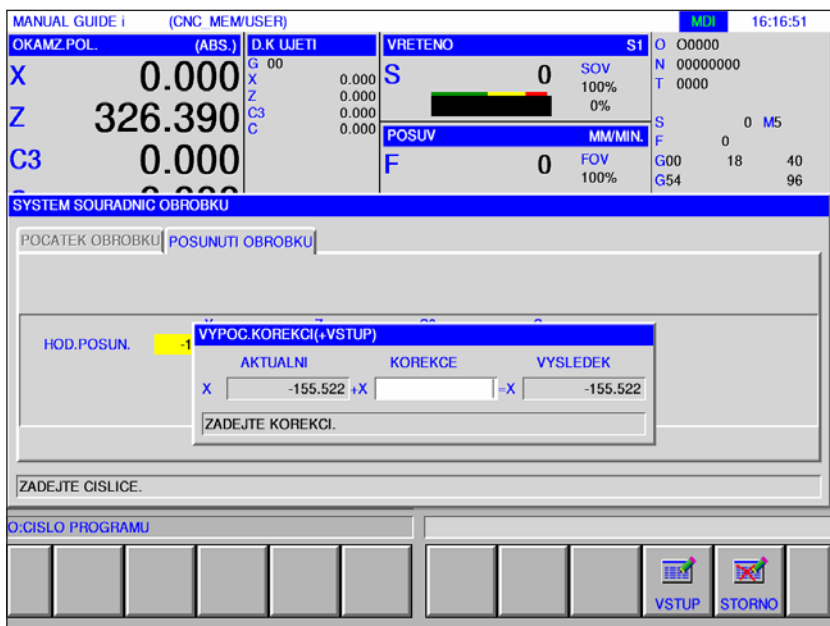 MANUAL GUIDE i (CNC_MEM/USER) MDI 16:16:51
OKAMZ.POL. (ABS.)
X 0.000
Z 326.390
C3 0.000
D.K UJETI
G 00
X 0.000
Z 0.000
C3 0.000
C 0.000
VRETENO S1
S 0 SOV
100%
0%
POSUV MM/MIN.
F 0 FOV
100%
O O0000
N 00000000
T 0000
S 0 M5
F 0
G00 18 40
G54 96
SYSTEM SOURADNIC OBROBKU
POCATEK OBROBKU POSUNUTI OBROBKU
HOD.POSUN. -1
VYPOC.KOREKCI(+VSTUP)
AKTUALNI KOREKCE VYSLEDEK
X -155.522 +X =X -155.522
ZADEJTE KOREKCI.
ZADEJTE CISLICE.
O:CISLO PROGRAMU
VSTUP STORNO